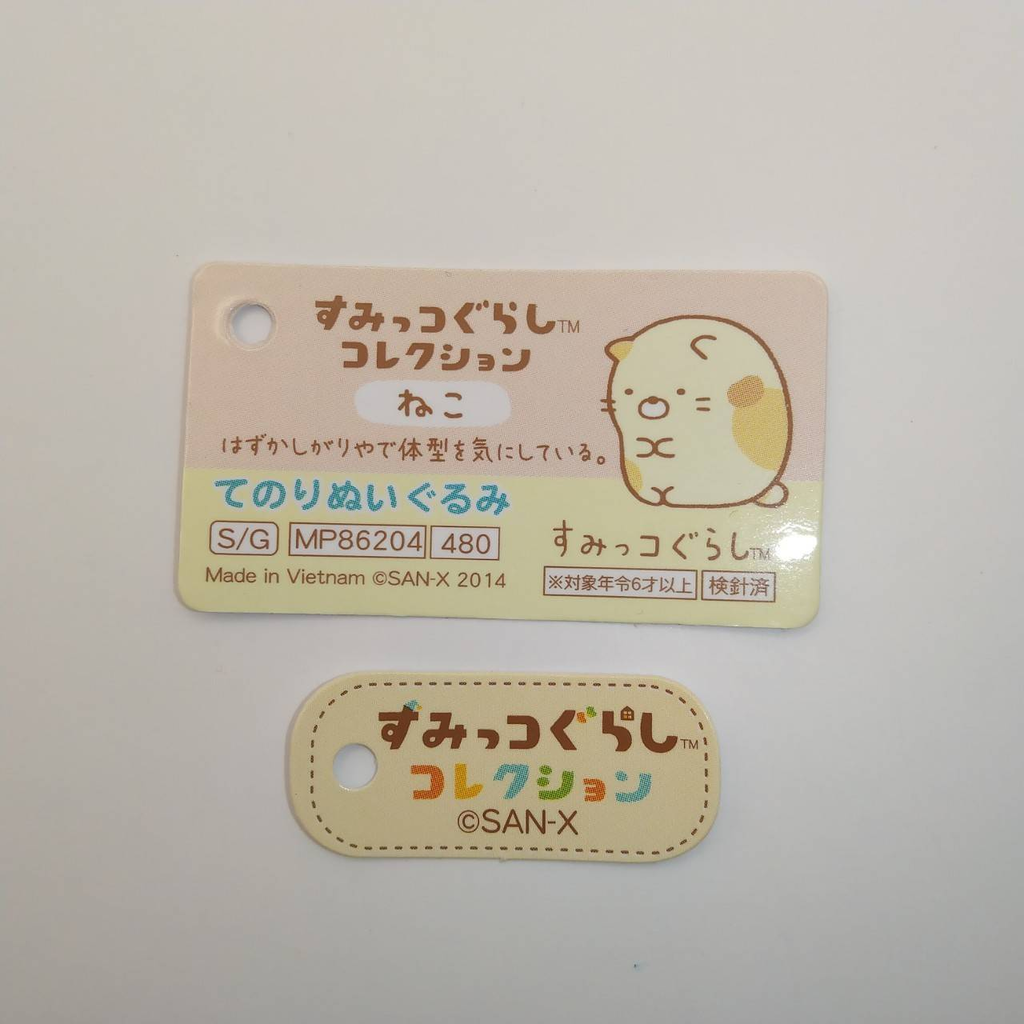 すみっコぐらし™
コレクション
ねこ
はずかしがりやで体型を気にしている。
てのりぬいぐるみ
S/G MP86204 480
Made in Vietnam ©SAN-X 2014
すみっコぐらし™
※対象年令6才以上 検針済
すみっコぐらし™
コレクション
©SAN-X